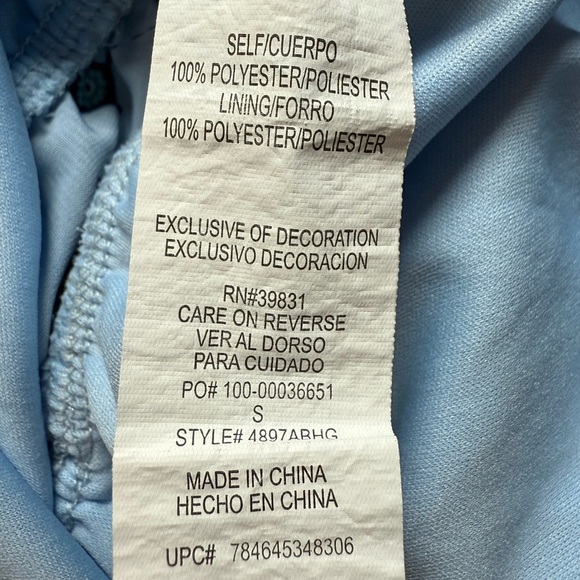 SELF/CUERPO
100% POLYESTER/POLIESTER
LINING/FORRO
100% POLYESTER/POLIESTER
EXCLUSIVE OF DECORATION
EXCLUSIVO DECORACION
RN#39831
CARE ON REVERSE
VER AL DORSO
PARA CUIDADO
PO# 100-00036651
S
STYLE# 4897ABHG
MADE IN CHINA
HECHO EN CHINA
UPC# 784645348306